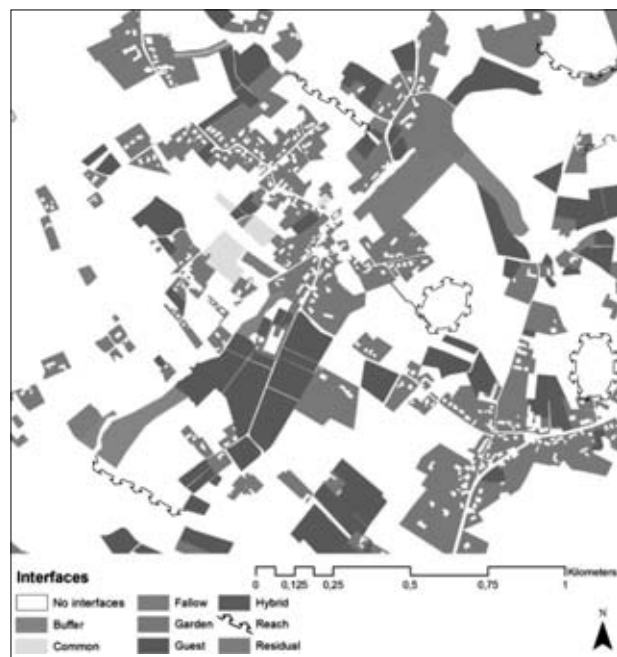 Interfaces
No interfaces
Buffer
Common
Fallow
Garden
Guest
Hybrid
Reach
Residual
Kilometers
0 0,125 0,25 0,5 0,75 1
N